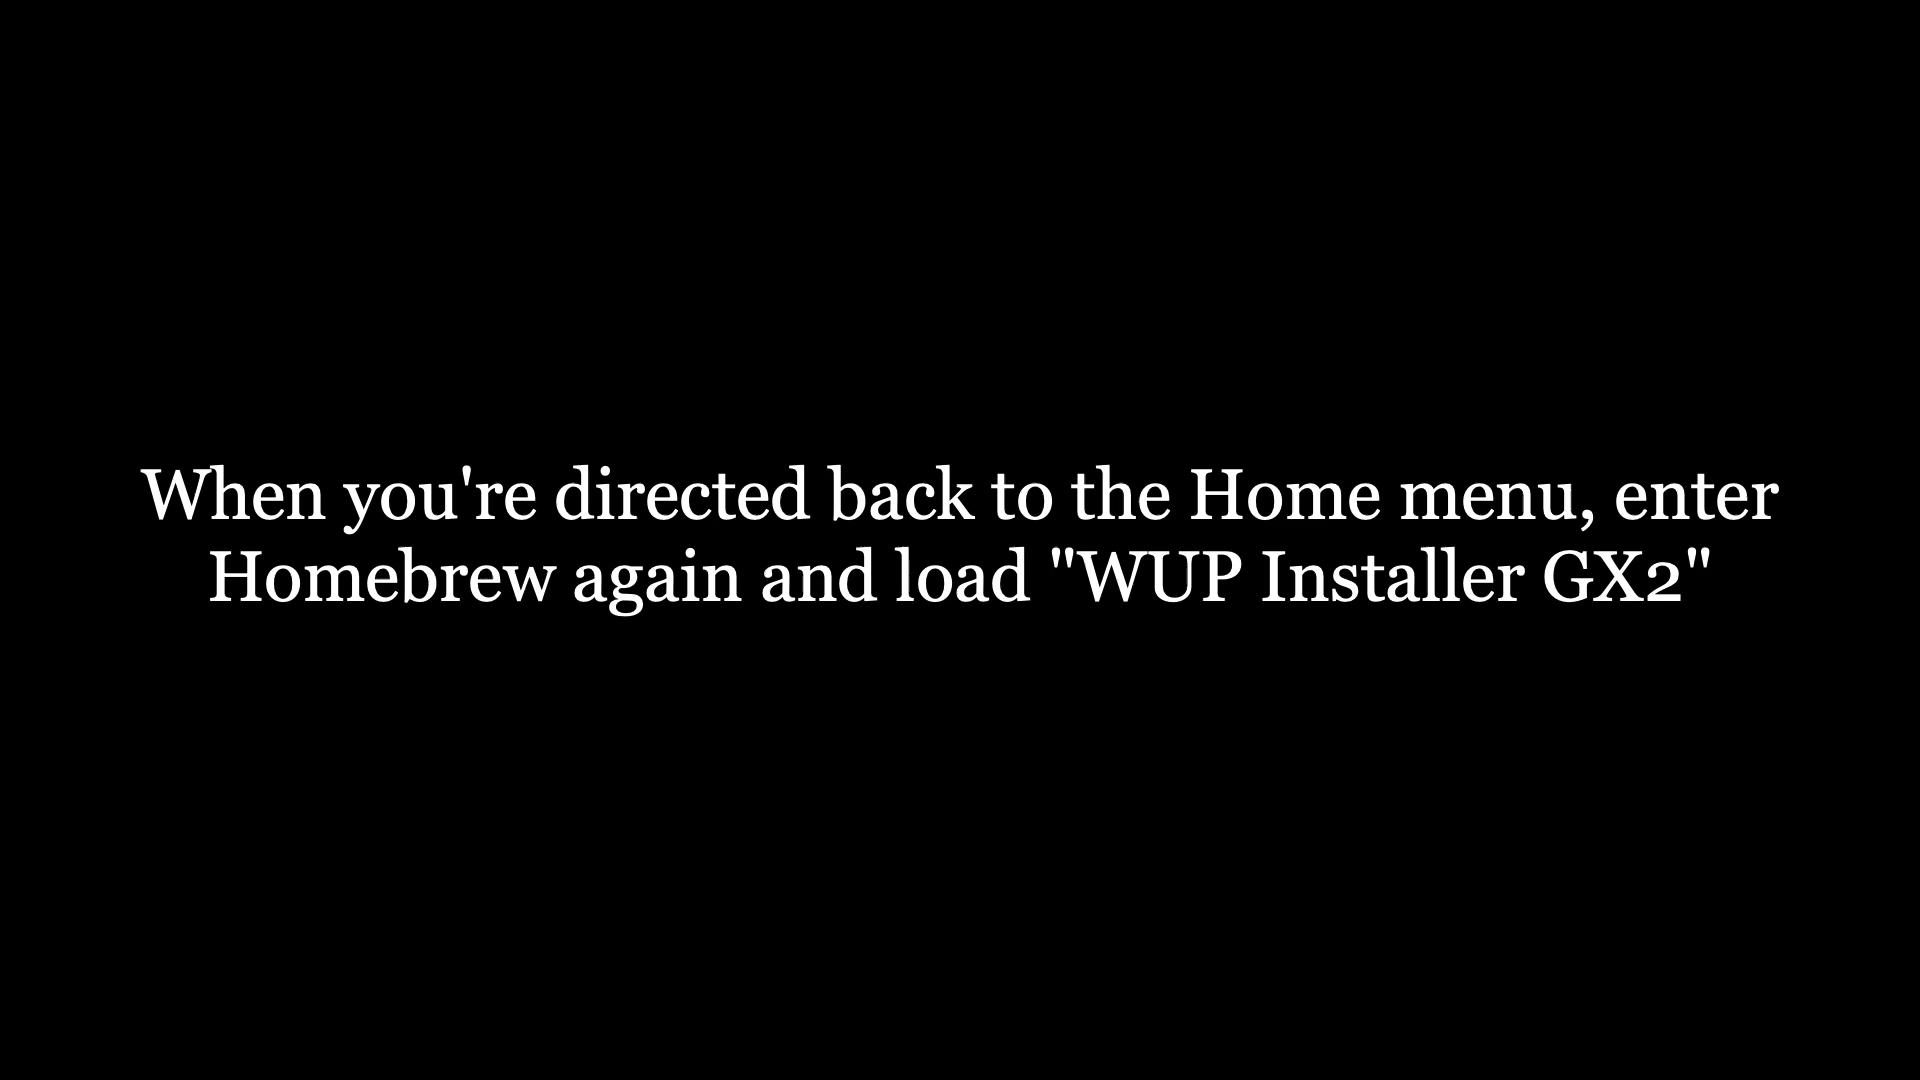 When you're directed back to the Home menu, enter
Homebrew again and load "WUP Installer GX2"